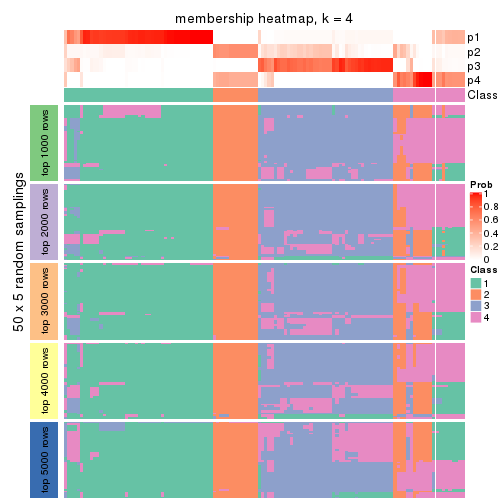 membership heatmap, k = 4
p1
p2
p3
p4
Class
50 x 5 random samplings
top 1000 rows
top 2000 rows
top 3000 rows
top 4000 rows
top 5000 rows
Prob
1
0.8
0.6
0.4
0.2
0
Class
1
2
3
4